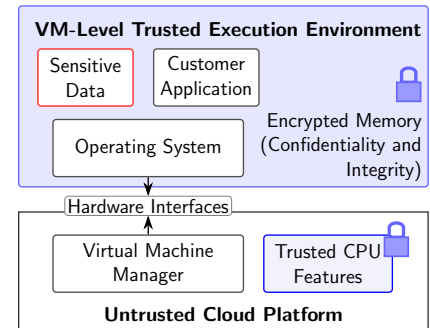 VM-Level Trusted Execution Environment
Sensitive
Data
Customer
Application
Encrypted Memory
(Confidentiality and
Integrity)
Operating System
Hardware Interfaces
Virtual Machine
Manager
Trusted CPU
Features
Untrusted Cloud Platform